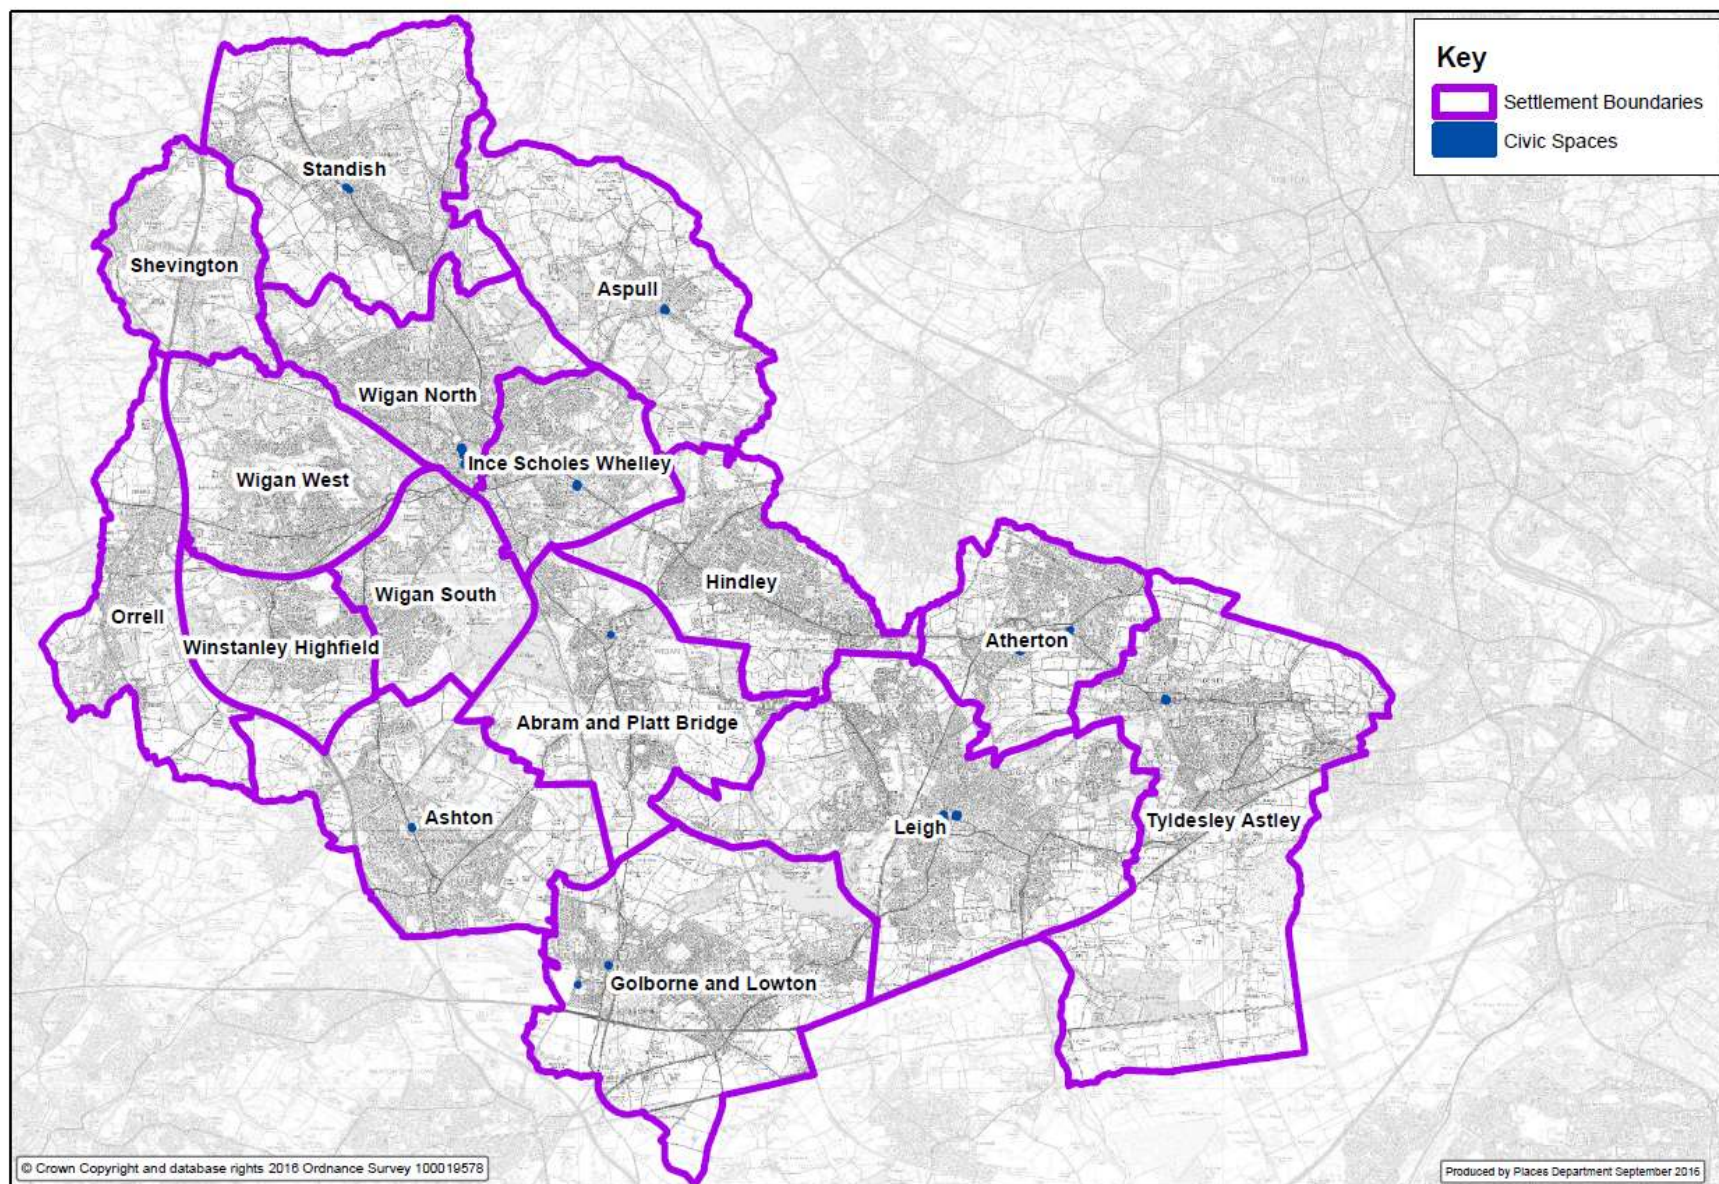 Key
Settlement Boundaries
Civic Spaces
Standish
Shevington
Aspull
Wigan North
Ince Scholes Whelley
Wigan West
Hindley
Wigan South
Orrell
Atherton
Winstanley Highfield
Abram and Platt Bridge
Ashton
Leigh
Tyldesley Astley
Golborne and Lowton
© Crown Copyright and database rights 2016 Ordnance Survey 100019578
Produced by Places Department September 2016